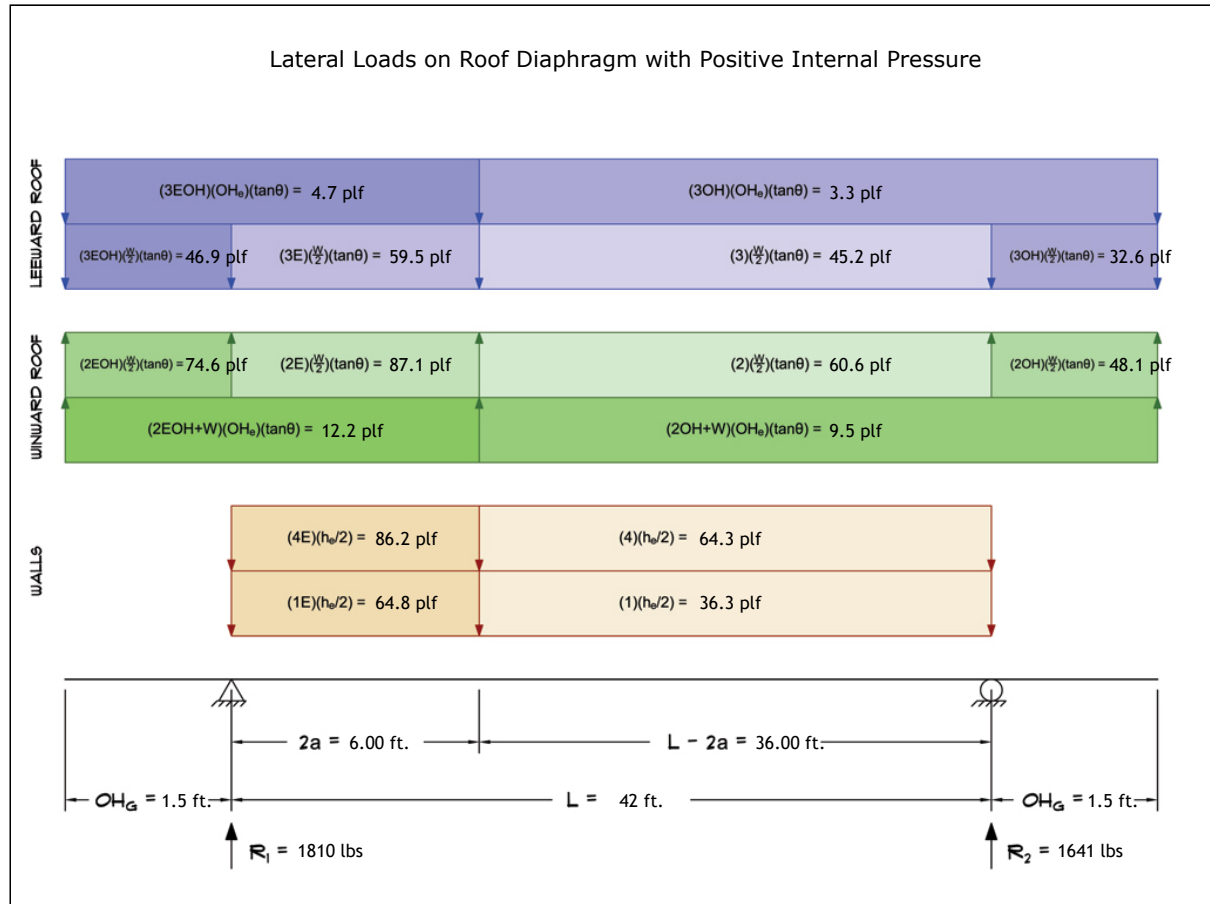 Lateral Loads on Roof Diaphragm with Positive Internal Pressure
LEEWARD ROOF
(3EOH)(OHₑ)(tanθ) = 4.7 plf
(3OH)(OHₑ)(tanθ) = 3.3 plf
(3EOH)(W/2)(tanθ) = 46.9 plf
(3E)(W/2)(tanθ) = 59.5 plf
(3)(W/2)(tanθ) = 45.2 plf
(3OH)(W/2)(tanθ) = 32.6 plf
WINWARD ROOF
(2EOH)(W/2)(tanθ) = 74.6 plf
(2E)(W/2)(tanθ) = 87.1 plf
(2)(W/2)(tanθ) = 60.6 plf
(2OH)(W/2)(tanθ) = 48.1 plf
(2EOH+W)(OHₑ)(tanθ) = 12.2 plf
(2OH+W)(OHₑ)(tanθ) = 9.5 plf
WALLS
(4E)(hₑ/2) = 86.2 plf
(4)(hₑ/2) = 64.3 plf
(1E)(hₑ/2) = 64.8 plf
(1)(hₑ/2) = 36.3 plf
2a = 6.00 ft.
L - 2a = 36.00 ft.
OH_G = 1.5 ft.
L = 42 ft.
OH_G = 1.5 ft.
R₁ = 1810 lbs
R₂ = 1641 lbs